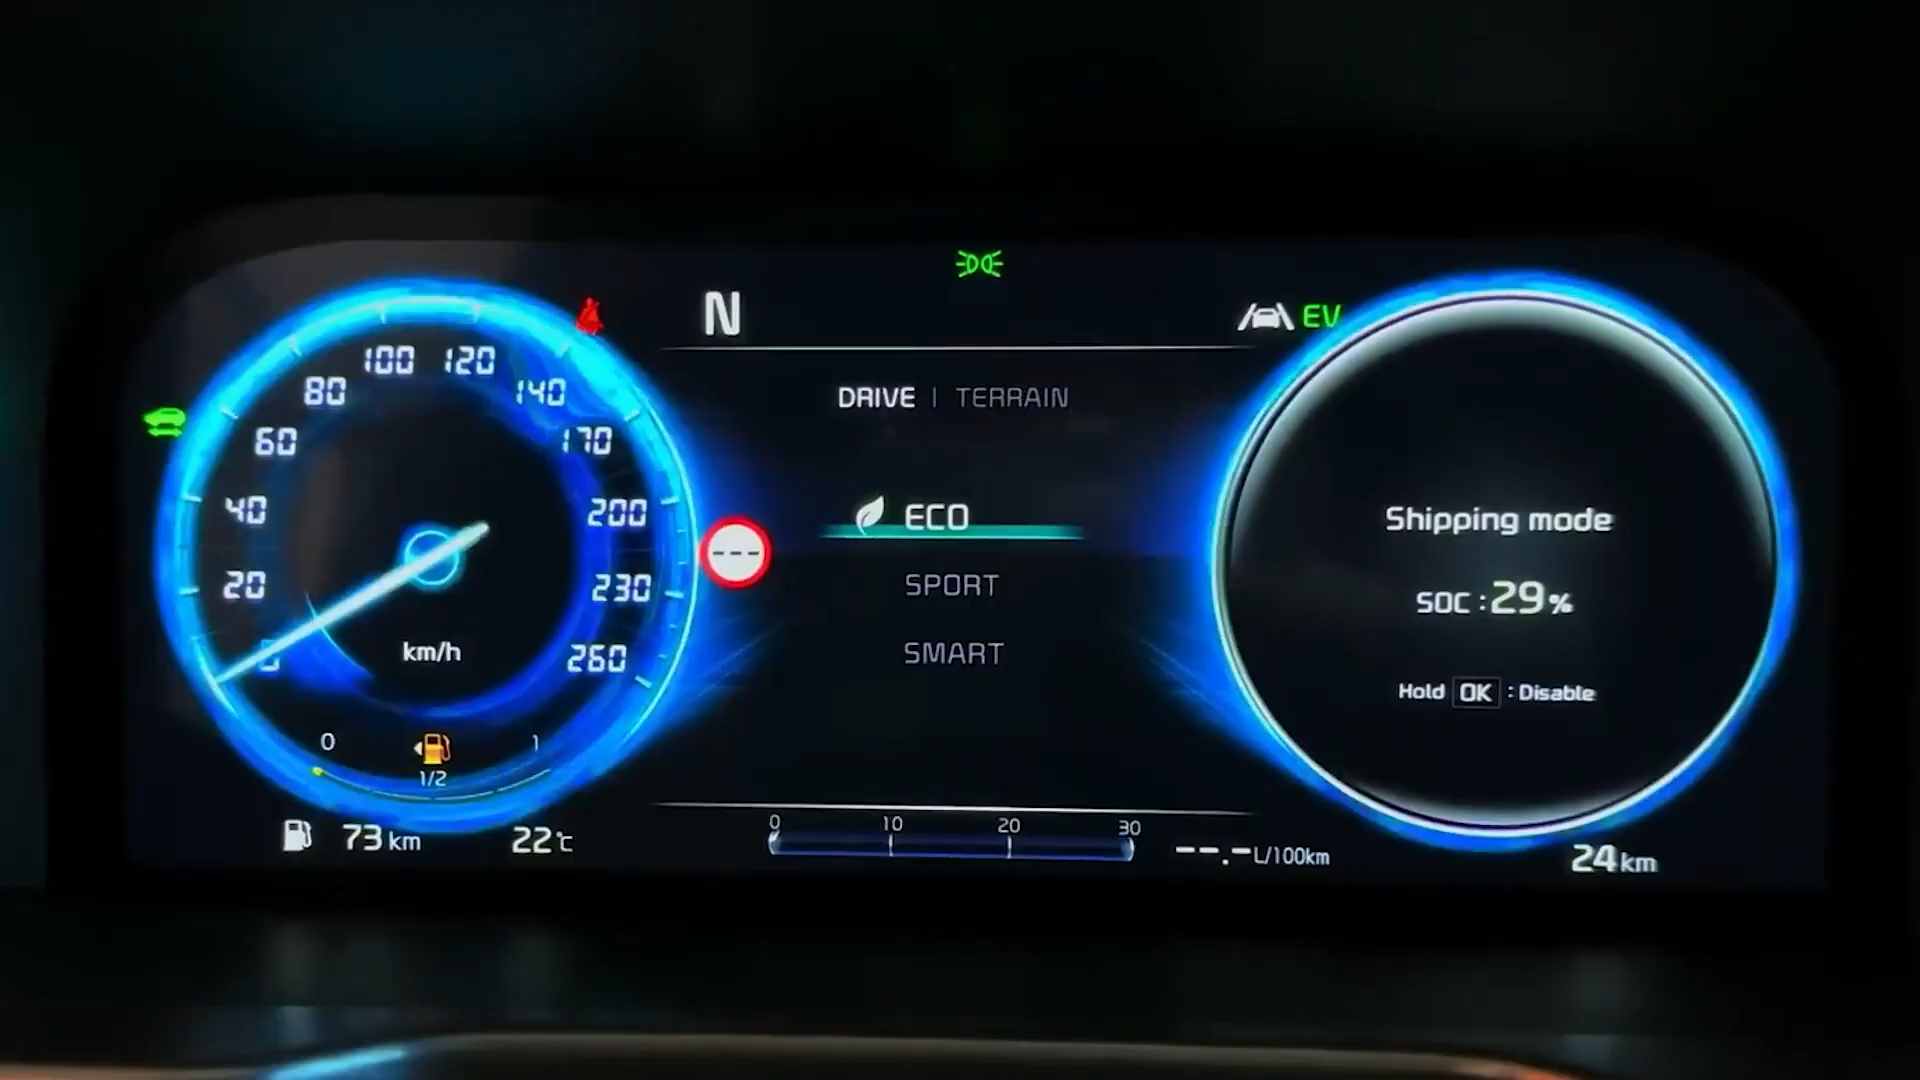 N
EV
DRIVE | TERRAIN
ECO
SPORT
SMART
0
20
40
60
80
100
120
140
170
200
230
260
km/h
0
1/2
1
73 km
22°C
---
0 10 20 30
--.- L/100km
Shipping mode
SOC : 29 %
Hold OK : Disable
24 km